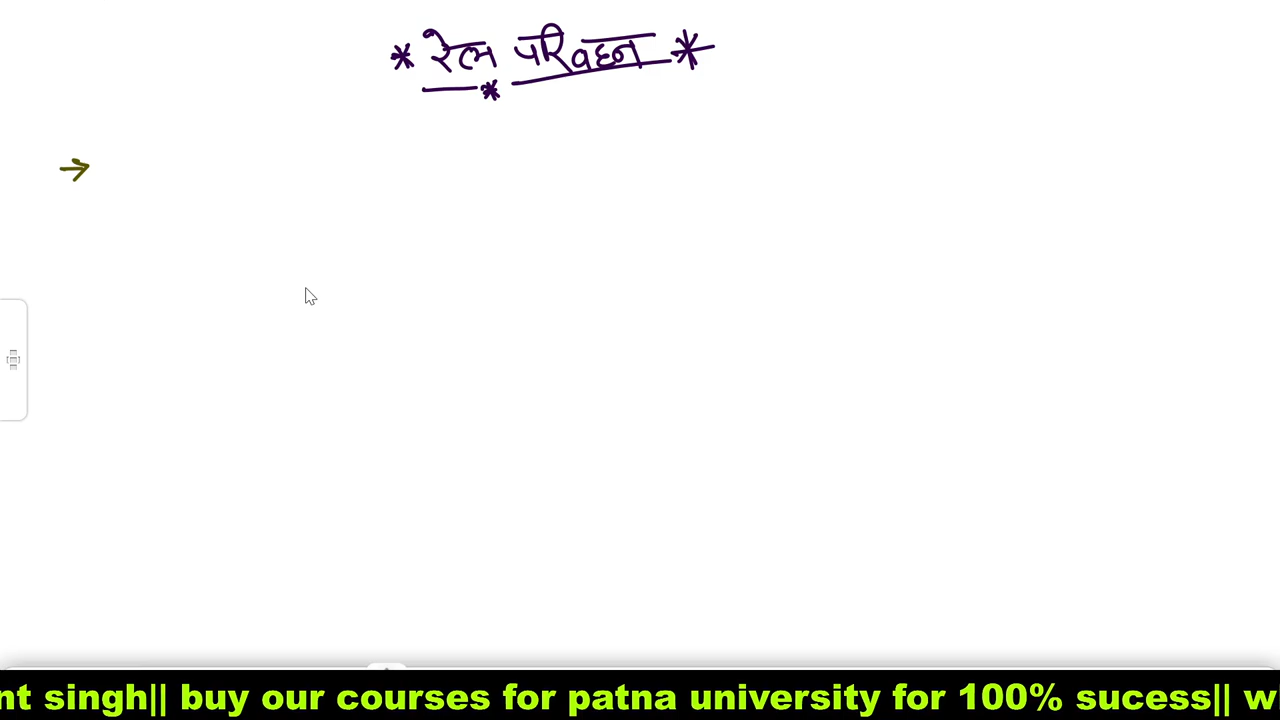 * रेल परिवहन *
*
→
nt singh|| buy our courses for patna university for 100% sucess|| w